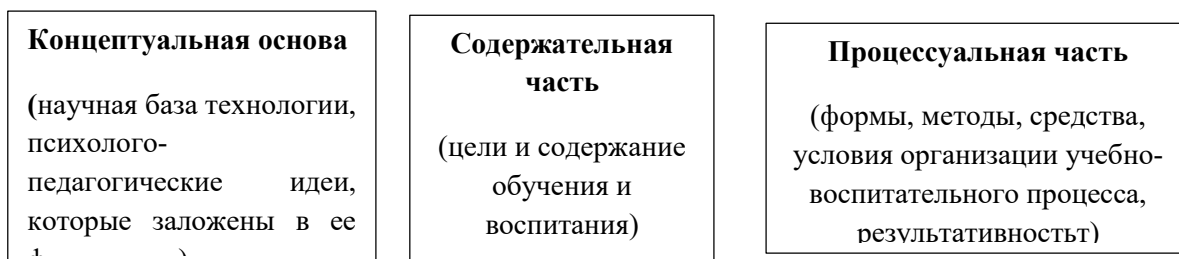 Концептуальная основа
(научная база технологии,
психолого-
педагогические идеи,
которые заложены в ее
Содержательная
часть
(цели и содержание
обучения и
воспитания)
Процессуальная часть
(формы, методы, средства,
условия организации учебно-
воспитательного процесса,
результативностьт)